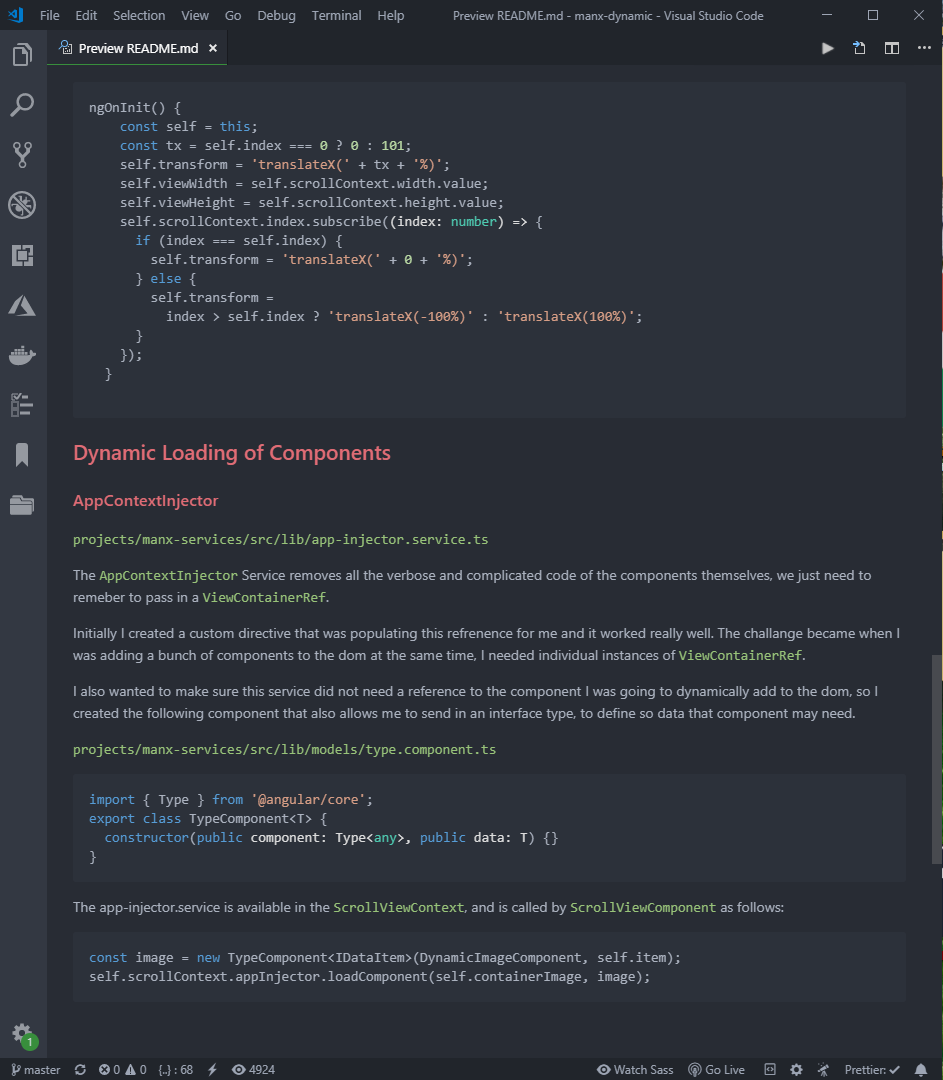 File Edit Selection View Go Debug Terminal Help Preview README.md - manx-dynamic - Visual Studio Code
Preview README.md
ngOnInit() {
    const self = this;
    const tx = self.index === 0 ? 0 : 101;
    self.transform = 'translateX(' + tx + '%)';
    self.viewWidth = self.scrollContext.width.value;
    self.viewHeight = self.scrollContext.height.value;
    self.scrollContext.index.subscribe((index: number) => {
      if (index === self.index) {
        self.transform = 'translateX(' + 0 + '%)';
      } else {
        self.transform =
          index > self.index ? 'translateX(-100%)' : 'translateX(100%)';
      }
    });
  }
Dynamic Loading of Components
AppContextInjector
projects/manx-services/src/lib/app-injector.service.ts
The AppContextInjector Service removes all the verbose and complicated code of the components themselves, we just need to
remeber to pass in a ViewContainerRef.
Initially I created a custom directive that was populating this refrenence for me and it worked really well. The challange became when I
was adding a bunch of components to the dom at the same time, I needed individual instances of ViewContainerRef.
I also wanted to make sure this service did not need a reference to the component I was going to dynamically add to the dom, so I
created the following component that also allows me to send in an interface type, to define so data that component may need.
projects/manx-services/src/lib/models/type.component.ts
import { Type } from '@angular/core';
export class TypeComponent<T> {
  constructor(public component: Type<any>, public data: T) {}
}
The app-injector.service is available in the ScrollViewContext, and is called by ScrollViewComponent as follows:
const image = new TypeComponent<IDataItem>(DynamicImageComponent, self.item);
self.scrollContext.appInjector.loadComponent(self.containerImage, image);
1
master 0 0 {..} : 68 4924 Watch Sass Go Live Prettier: